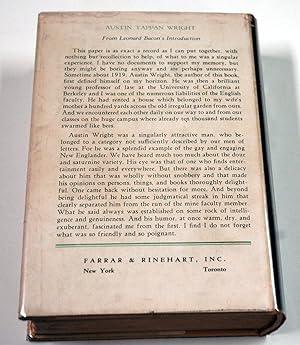 AUSTIN TAPPAN WRIGHT
From Leonard Bacon's Introduction
This paper is as exact a record as I can put together, with
nothing but recollection to help, of what to me was a singular
experience. I have no documents to support my memory, but
they might be boring anyway and are perhaps unnecessary.
Sometime about 1919, Austin Wright, the author of this book,
first defined himself on my horizon. He was then a brilliant
young professor of law at the University of California at
Berkeley and I was one of the numerous liabilities of the English
faculty. He had rented a house which belonged to my wife's
mother a hundred yards across the old irregular garden from ours.
And we encountered each other daily on our way to and from our
classes on the huge campus where already ten thousand students
swarmed like bees.
Austin Wright was a singularly attractive man, who be-
longed to a category not sufficiently described by our men of
letters. For he was a splendid example of the gay and engaging
New Englander. We have heard much too much about the dour
and saturnine variety. His eye was that of one who finds enter-
tainment easily and everywhere. But there was also a delicacy
about him that was wholly without snobbery and that made
his opinions on persons, things, and books thoroughly delight-
ful. One came back without hesitation for more. And beyond
being delightful he had some judgmatical streak in him that
clearly separated him from the run of the mine faculty member.
What he said always was established on some rock of intelli-
gence and genuineness. And his humor, at once warm, dry, and
exuberant, fascinated me from the first. I find I do not forget
what was so friendly and so poignant.
FARRAR & RINEHART, INC.
New York Toronto